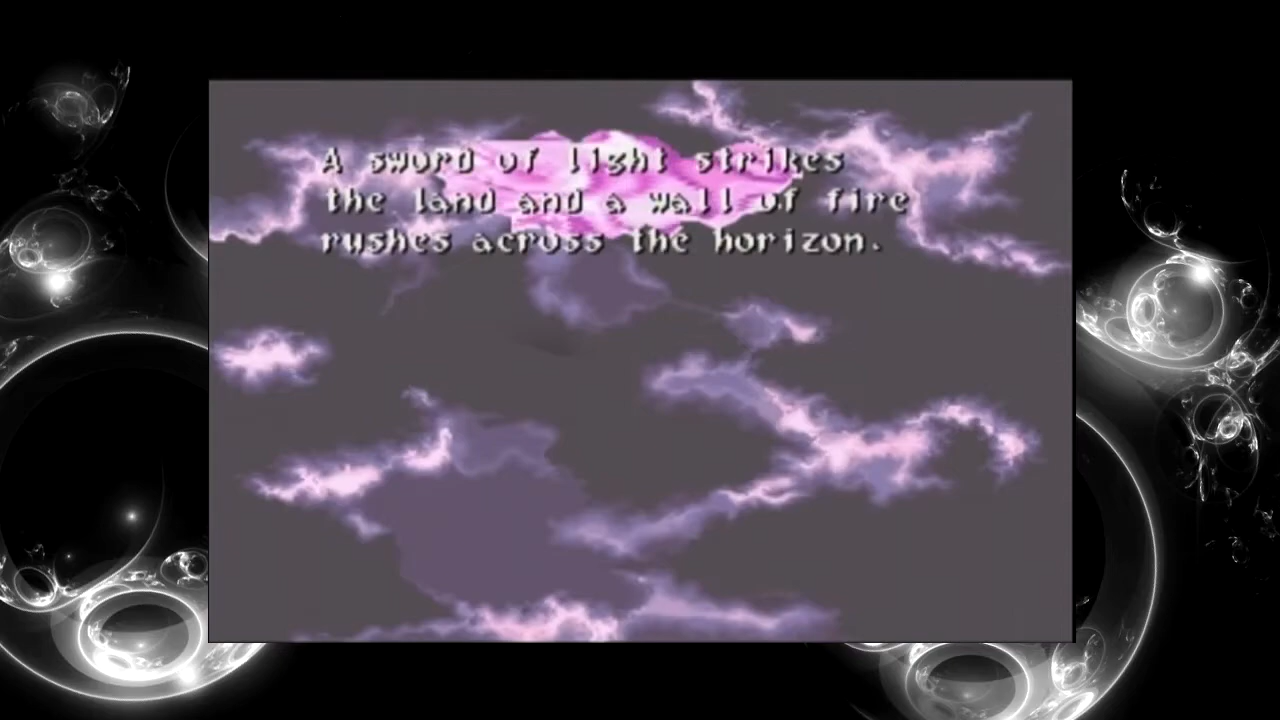 A sword of light strikes
the land and a wall of fire
rushes across the horizon.